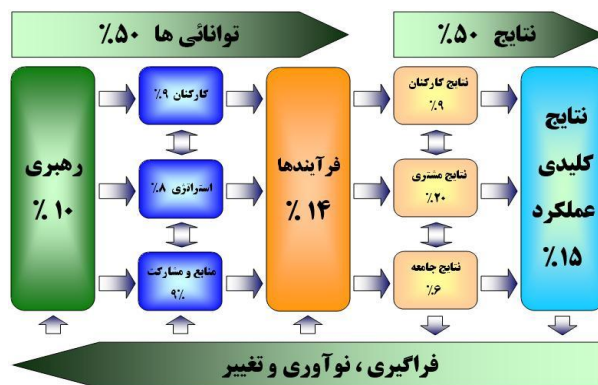 توانائی ها ۵۰٪
نتایج ۵۰٪
رهبری
۱۰٪
کارکنان ۹٪
استراتژی ۸٪
منابع و مشارکت
۹٪
فرآیندها
۱۴٪
نتایج کارکنان
۹٪
نتایج مشتری
۲۰٪
نتایج جامعه
۶٪
نتایج
کلیدی
عملکرد
۱۵٪
فراگیری ، نوآوری و تغییر